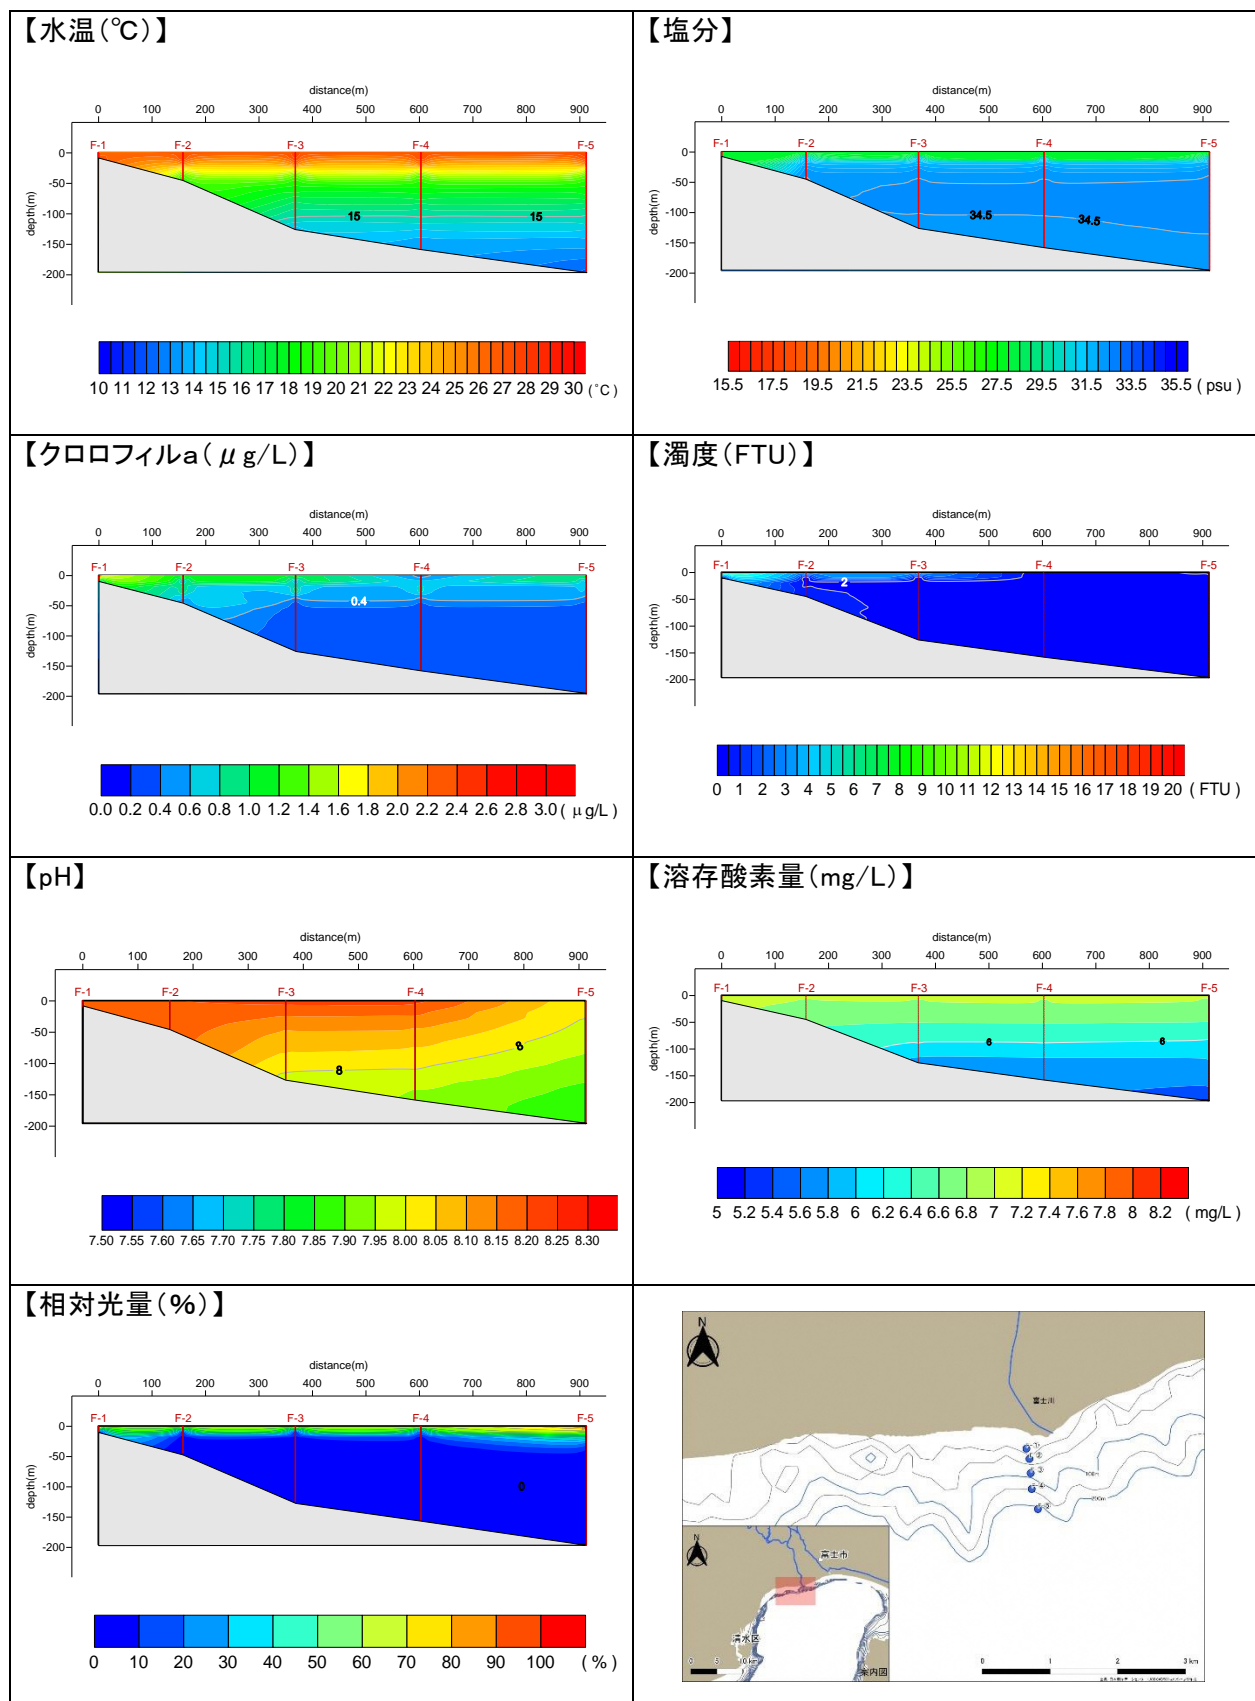 【水温(℃)】
distance(m)
0 100 200 300 400 500 600 700 800 900
F-1 F-2 F-3 F-4 F-5
0
-50
-100
-150
-200
depth(m)
15 15
10 11 12 13 14 15 16 17 18 19 20 21 22 23 24 25 26 27 28 29 30 (℃)
【塩分】
distance(m)
0 100 200 300 400 500 600 700 800 900
F-1 F-2 F-3 F-4 F-5
0
-50
-100
-150
-200
depth(m)
34.5 34.5
15.5 17.5 19.5 21.5 23.5 25.5 27.5 29.5 31.5 33.5 35.5 (psu)
【クロロフィルa(μg/L)】
distance(m)
0 100 200 300 400 500 600 700 800 900
F-1 F-2 F-3 F-4 F-5
0
-50
-100
-150
-200
depth(m)
0.4
0.0 0.2 0.4 0.6 0.8 1.0 1.2 1.4 1.6 1.8 2.0 2.2 2.4 2.6 2.8 3.0 (μg/L)
【濁度(FTU)】
distance(m)
0 100 200 300 400 500 600 700 800 900
F-1 F-2 F-3 F-4 F-5
0
-50
-100
-150
-200
depth(m)
2
0 1 2 3 4 5 6 7 8 9 10 11 12 13 14 15 16 17 18 19 20 (FTU)
【pH】
distance(m)
0 100 200 300 400 500 600 700 800 900
F-1 F-2 F-3 F-4 F-5
0
-50
-100
-150
-200
depth(m)
8 8
7.50 7.55 7.60 7.65 7.70 7.75 7.80 7.85 7.90 7.95 8.00 8.05 8.10 8.15 8.20 8.25 8.30
【溶存酸素量(mg/L)】
distance(m)
0 100 200 300 400 500 600 700 800 900
F-1 F-2 F-3 F-4 F-5
0
-50
-100
-150
-200
depth(m)
6 6
5 5.2 5.4 5.6 5.8 6 6.2 6.4 6.6 6.8 7 7.2 7.4 7.6 7.8 8 8.2 (mg/L)
【相対光量(%)】
distance(m)
0 100 200 300 400 500 600 700 800 900
F-1 F-2 F-3 F-4 F-5
0
-50
-100
-150
-200
depth(m)
0
0 10 20 30 40 50 60 70 80 90 100 (%)
N
富士川
①
②
③
④
100m
200m
N
富士市
清水区
0 5 10 km
案内図
0 1 2 3 km